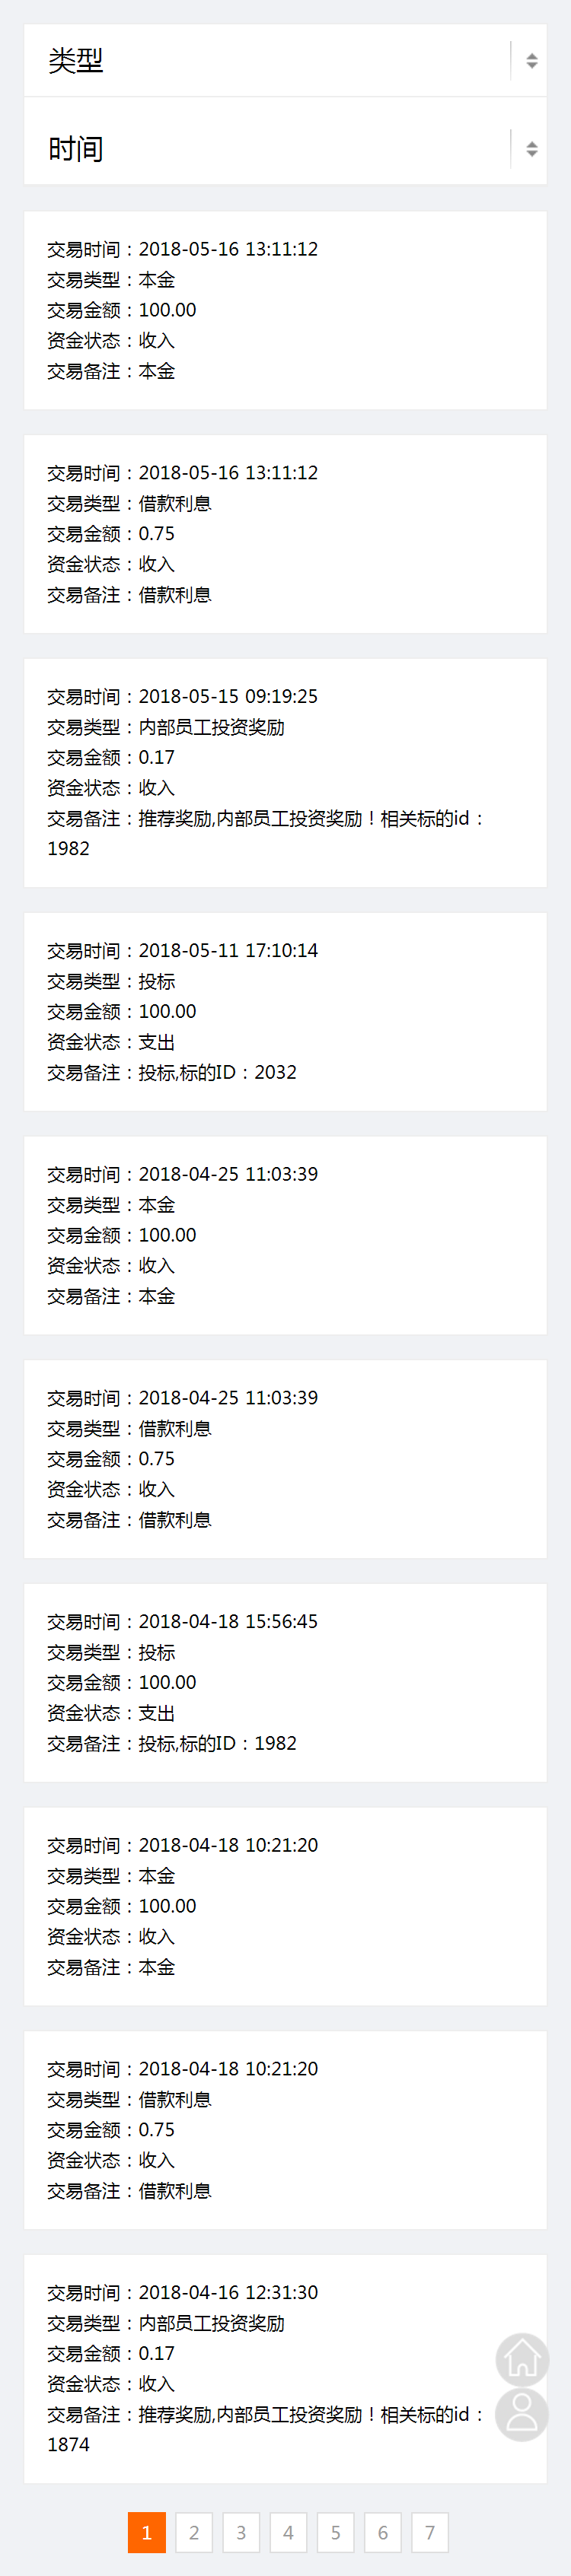 类型
时间
交易时间：2018-05-16 13:11:12
交易类型：本金
交易金额：100.00
资金状态：收入
交易备注：本金
交易时间：2018-05-16 13:11:12
交易类型：借款利息
交易金额：0.75
资金状态：收入
交易备注：借款利息
交易时间：2018-05-15 09:19:25
交易类型：内部员工投资奖励
交易金额：0.17
资金状态：收入
交易备注：推荐奖励,内部员工投资奖励！相关标的id：
1982
交易时间：2018-05-11 17:10:14
交易类型：投标
交易金额：100.00
资金状态：支出
交易备注：投标,标的ID：2032
交易时间：2018-04-25 11:03:39
交易类型：本金
交易金额：100.00
资金状态：收入
交易备注：本金
交易时间：2018-04-25 11:03:39
交易类型：借款利息
交易金额：0.75
资金状态：收入
交易备注：借款利息
交易时间：2018-04-18 15:56:45
交易类型：投标
交易金额：100.00
资金状态：支出
交易备注：投标,标的ID：1982
交易时间：2018-04-18 10:21:20
交易类型：本金
交易金额：100.00
资金状态：收入
交易备注：本金
交易时间：2018-04-18 10:21:20
交易类型：借款利息
交易金额：0.75
资金状态：收入
交易备注：借款利息
交易时间：2018-04-16 12:31:30
交易类型：内部员工投资奖励
交易金额：0.17
资金状态：收入
交易备注：推荐奖励,内部员工投资奖励！相关标的id：
1874
1 2 3 4 5 6 7